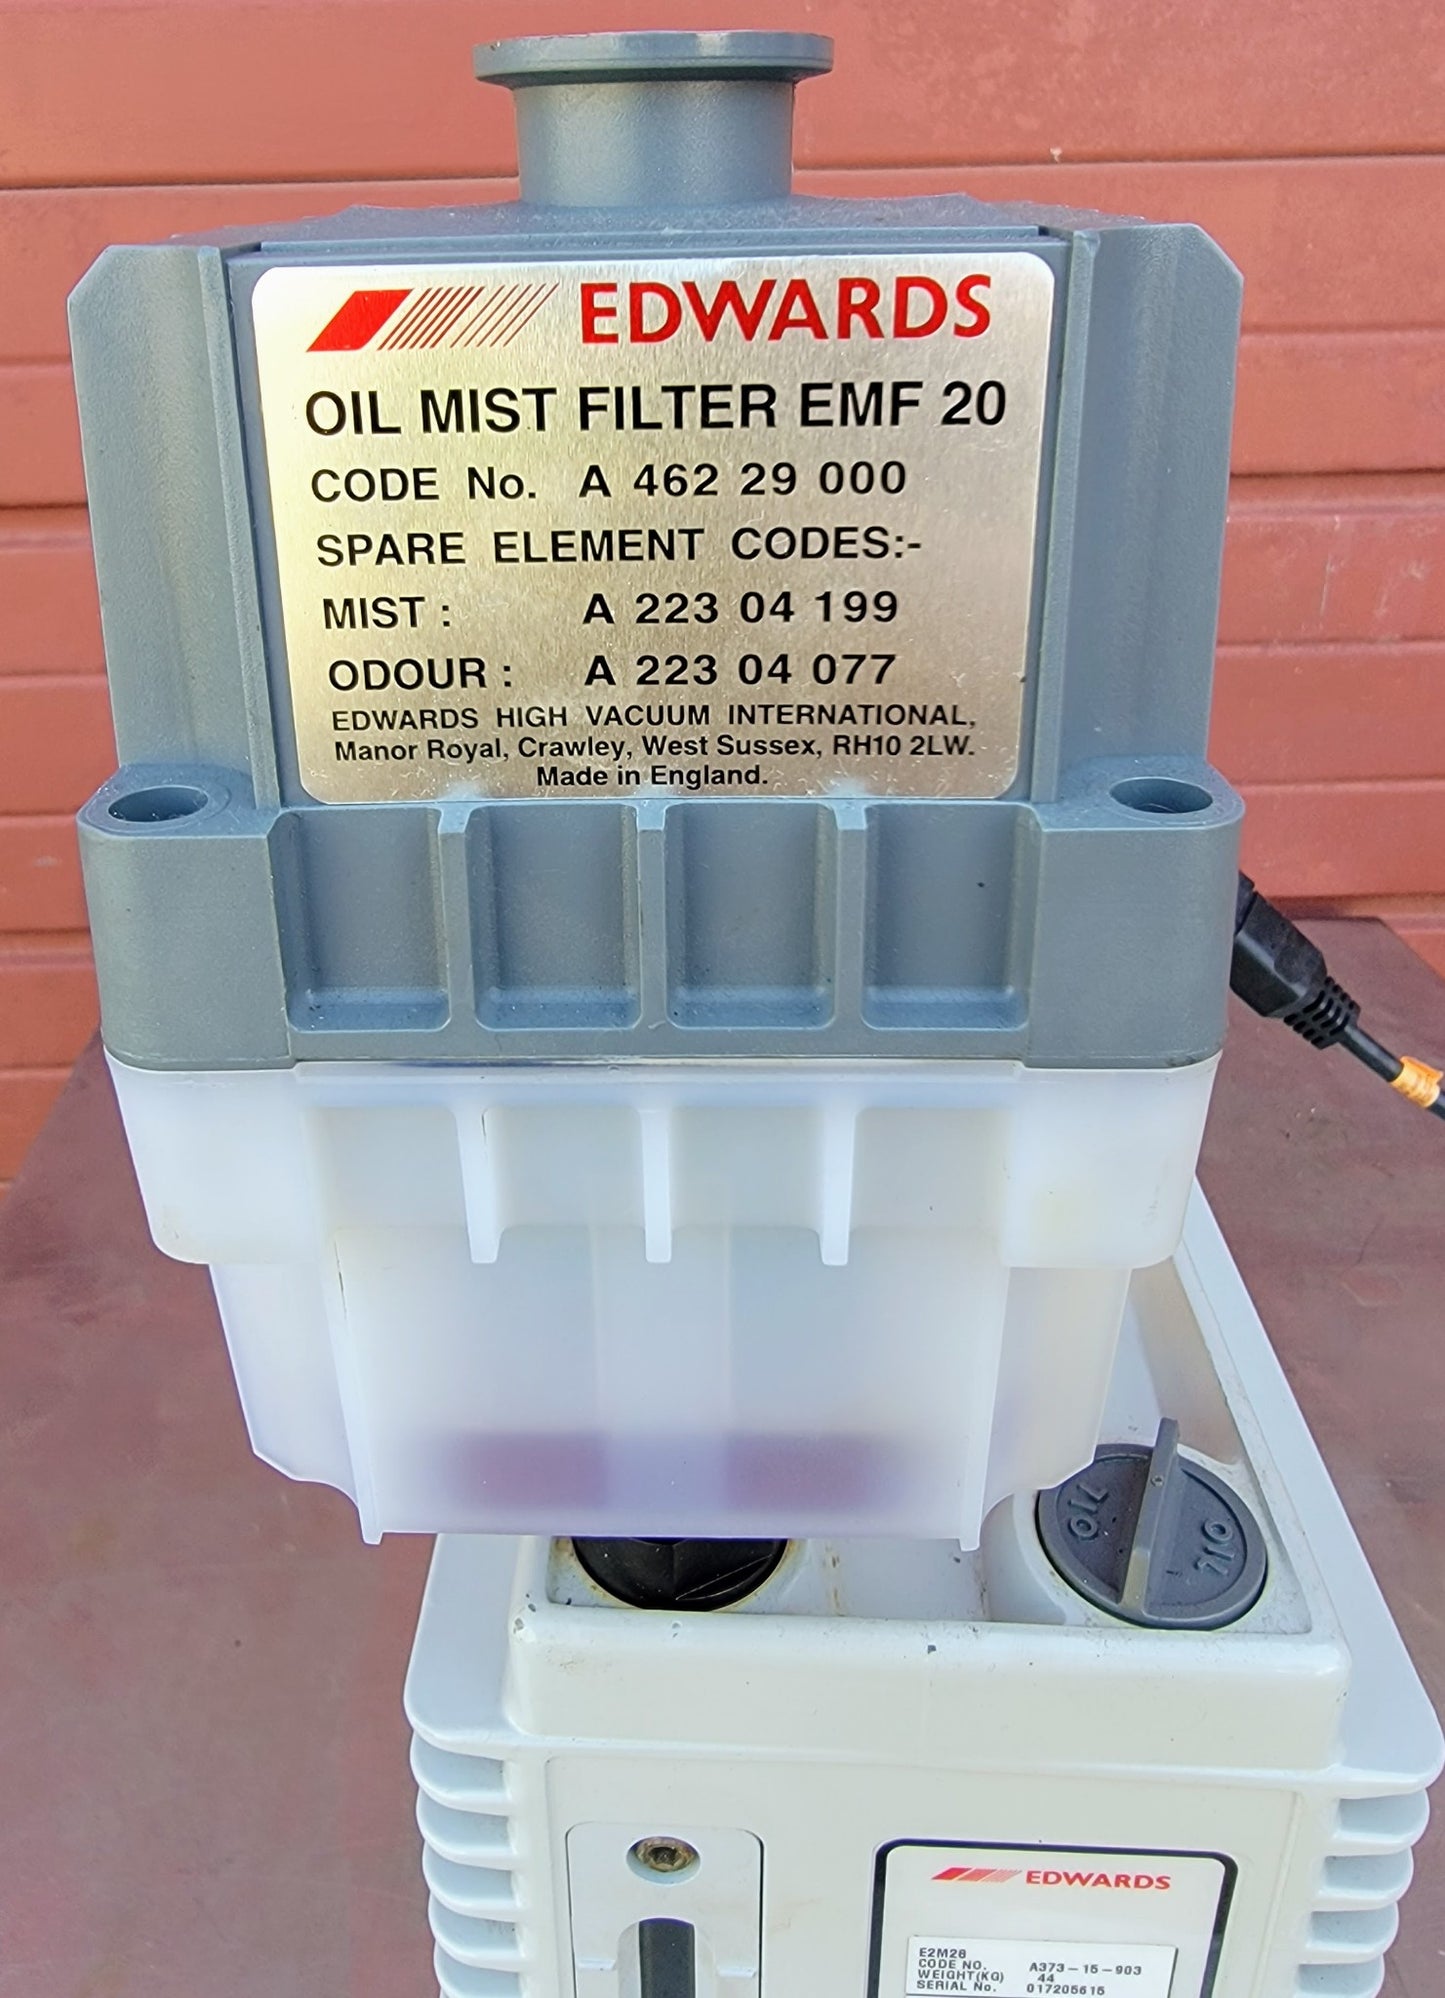 EDWARDS
OIL MIST FILTER EMF 20
CODE No. A 462 29 000
SPARE ELEMENT CODES:-
MIST : A 223 04 199
ODOUR : A 223 04 077
EDWARDS HIGH VACUUM INTERNATIONAL,
Manor Royal, Crawley, West Sussex, RH10 2LW.
Made in England.
OIL
OIL
EDWARDS
E2M28
CODE NO. A373-15-903
WEIGHT(KG) 44
SERIAL No. 017205615